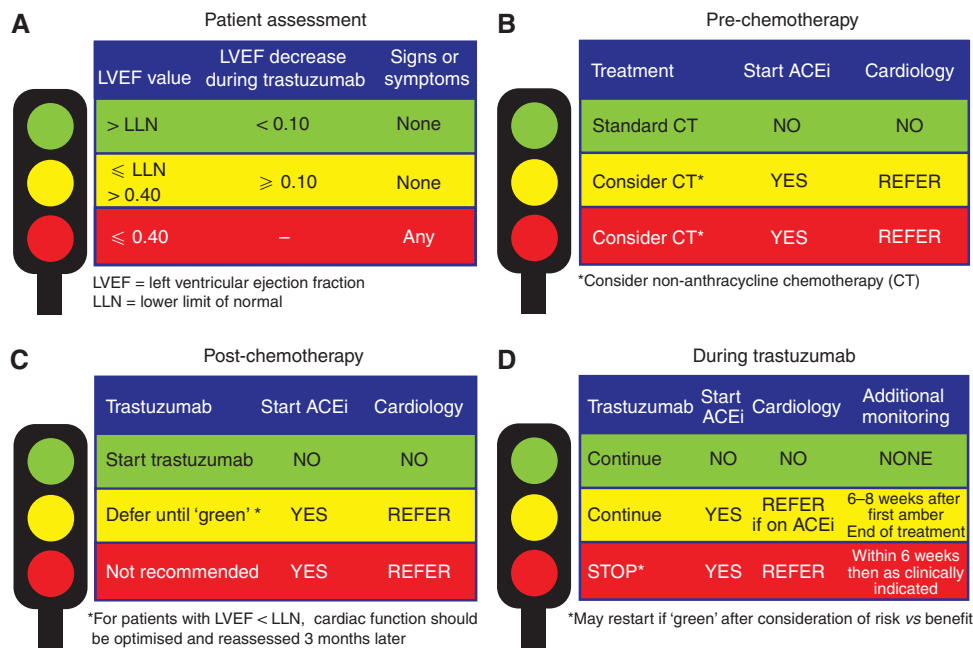 A Patient assessment
LVEF value LVEF decrease during trastuzumab Signs or symptoms
> LLN < 0.10 None
⩽ LLN > 0.40 ⩾ 0.10 None
⩽ 0.40 – Any
LVEF = left ventricular ejection fraction
LLN = lower limit of normal
B Pre-chemotherapy
Treatment Start ACEi Cardiology
Standard CT NO NO
Consider CT* YES REFER
Consider CT* YES REFER
*Consider non-anthracycline chemotherapy (CT)
C Post-chemotherapy
Trastuzumab Start ACEi Cardiology
Start trastuzumab NO NO
Defer until ‘green’ * YES REFER
Not recommended YES REFER
*For patients with LVEF < LLN, cardiac function should
be optimised and reassessed 3 months later
D During trastuzumab
Trastuzumab Start ACEi Cardiology Additional monitoring
Continue NO NO NONE
Continue YES REFER if on ACEi 6–8 weeks after first amber End of treatment
STOP* YES REFER Within 6 weeks then as clinically indicated
*May restart if ‘green’ after consideration of risk vs benefit